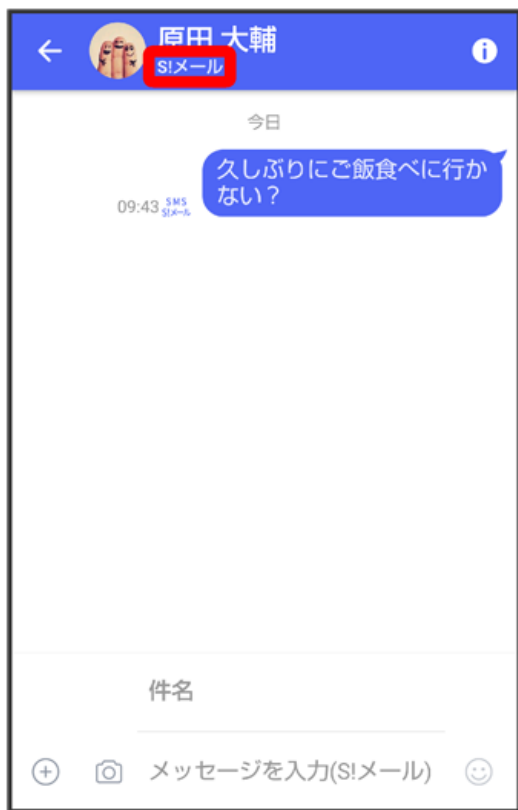 原田 大輔
S!メール
今日
久しぶりにご飯食べに行か
ない？
09:43
SMS
S!メール
件名
メッセージを入力(S!メール)